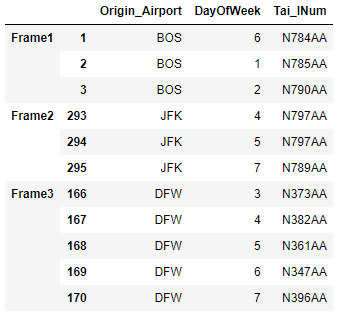 Origin_Airport DayOfWeek Tai_lNum
Frame1 1 BOS 6 N784AA
2 BOS 1 N785AA
3 BOS 2 N790AA
Frame2 293 JFK 4 N797AA
294 JFK 5 N797AA
295 JFK 7 N789AA
Frame3 166 DFW 3 N373AA
167 DFW 4 N382AA
168 DFW 5 N361AA
169 DFW 6 N347AA
170 DFW 7 N396AA